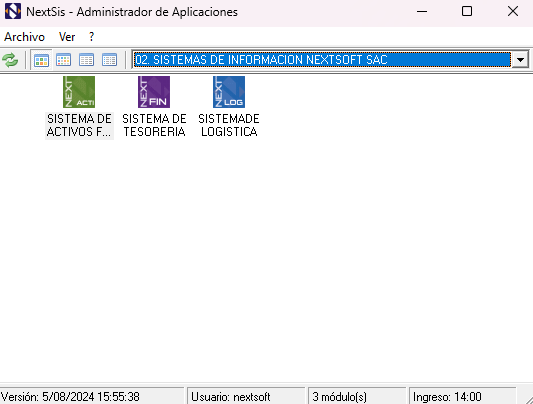 NextSis - Administrador de Aplicaciones
Archivo Ver ?
02. SISTEMAS DE INFORMACION NEXTSOFT SAC
NEXT ACTI
NEXT FIN
NEXT LOG
SISTEMA DE
ACTIVOS F...
SISTEMA DE
TESORERIA
SISTEMADE
LOGISTICA
Versión: 5/08/2024 15:55:38
Usuario: nextsoft
3 módulo(s)
Ingreso: 14:00